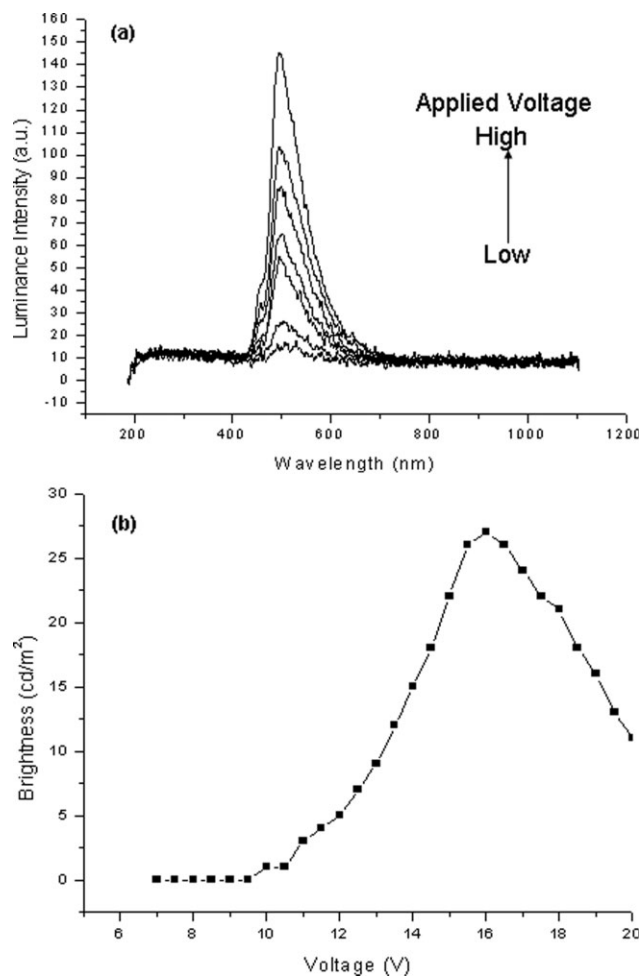 (a)
160
150
140
130
120
110
100
90
80
70
60
50
40
30
20
10
0
-10
Luminance Intensity (a.u.)
Applied Voltage
High
Low
200 400 600 800 1000 1200
Wavelength (nm)
(b)
30
25
20
15
10
5
0
Brightness (cd/m²)
6 8 10 12 14 16 18 20
Voltage (V)